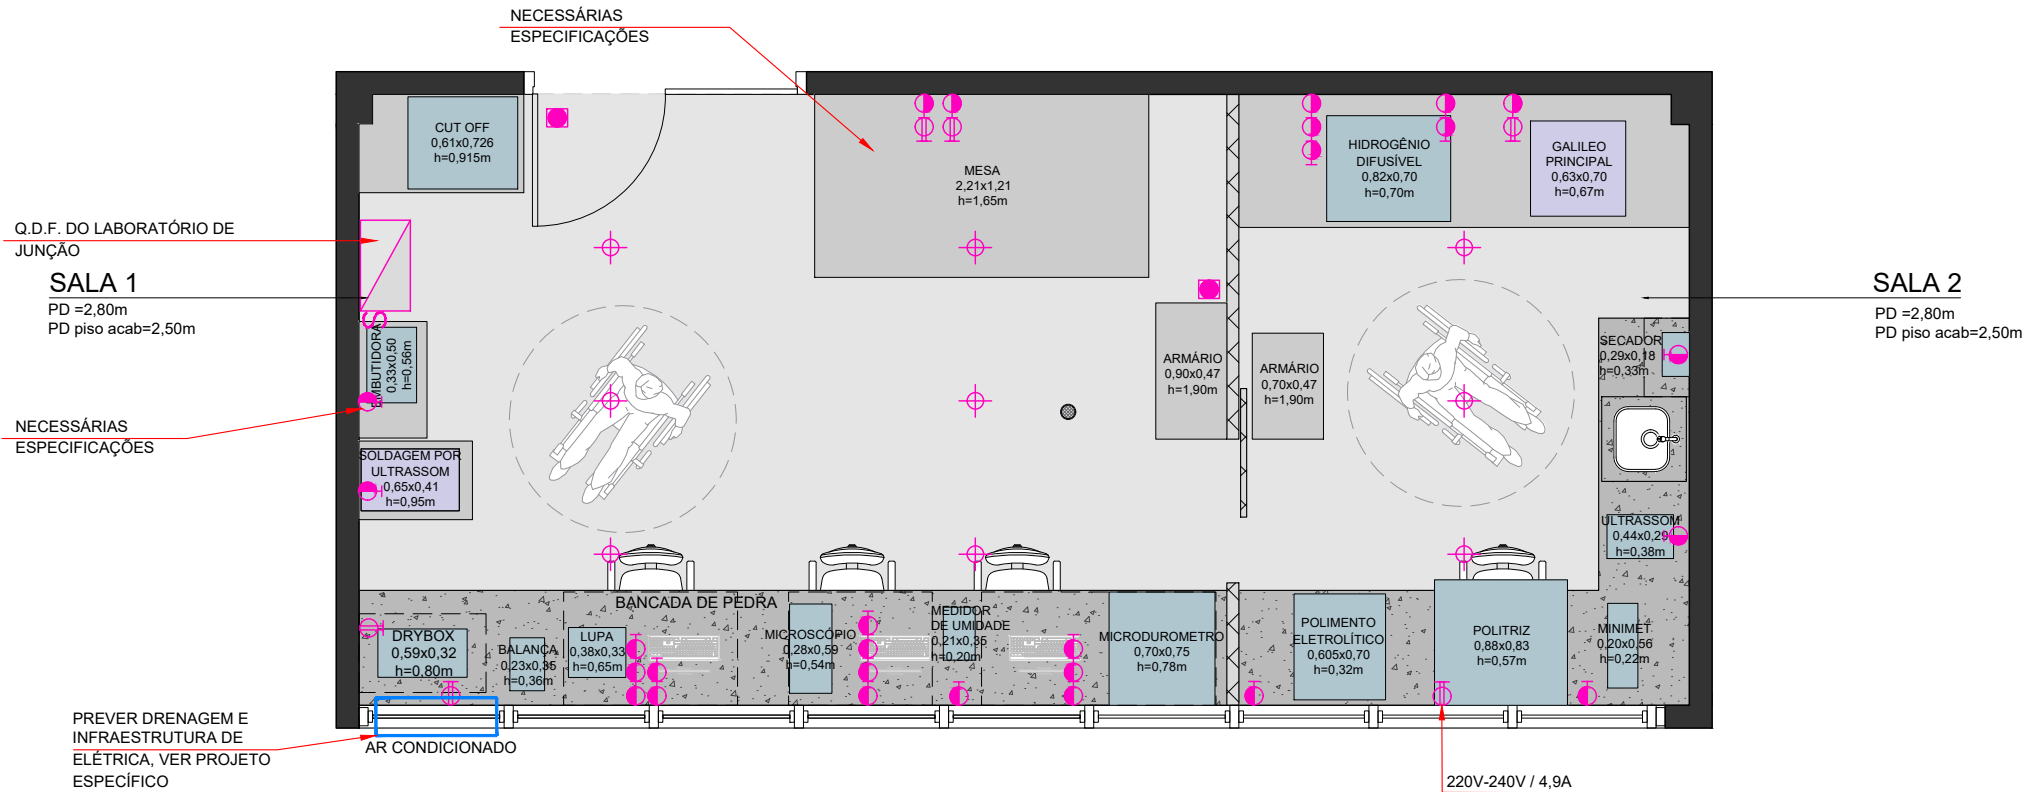 NECESSÁRIAS
ESPECIFICAÇÕES
CUT OFF
0,61x0,726
h=0,915m
MESA
2,21x1,21
h=1,65m
HIDROGÊNIO
DIFUSÍVEL
0,82x0,70
h=0,70m
GALILEO
PRINCIPAL
0,63x0,70
h=0,67m
Q.D.F. DO LABORATÓRIO DE
JUNÇÃO
SALA 1
PD =2,80m
PD piso acab=2,50m
SALA 2
PD =2,80m
PD piso acab=2,50m
S
EMBUTIDORA
0,33x0,50
h=0,56m
ARMÁRIO
0,90x0,47
h=1,90m
ARMÁRIO
0,70x0,47
h=1,90m
SECADOR
0,29x0,18
h=0,33m
NECESSÁRIAS
ESPECIFICAÇÕES
SOLDAGEM POR
ULTRASSOM
0,65x0,41
h=0,95m
ULTRASSOM
0,44x0,29
h=0,38m
BANCADA DE PEDRA
DRYBOX
0,59x0,32
h=0,80m
BALANÇA
0,23x0,35
h=0,36m
LUPA
0,38x0,33
h=0,65m
MICROSCÓPIO
0,28x0,59
h=0,54m
MEDIDOR
DE UMIDADE
0,21x0,35
h=0,20m
MICRODUROMETRO
0,70x0,75
h=0,78m
POLIMENTO
ELETROLÍTICO
0,605x0,70
h=0,32m
POLITRIZ
0,88x0,83
h=0,57m
MINIMET
0,20x0,56
h=0,22m
PREVER DRENAGEM E
INFRAESTRUTURA DE
ELÉTRICA, VER PROJETO
ESPECÍFICO
AR CONDICIONADO
220V-240V / 4,9A